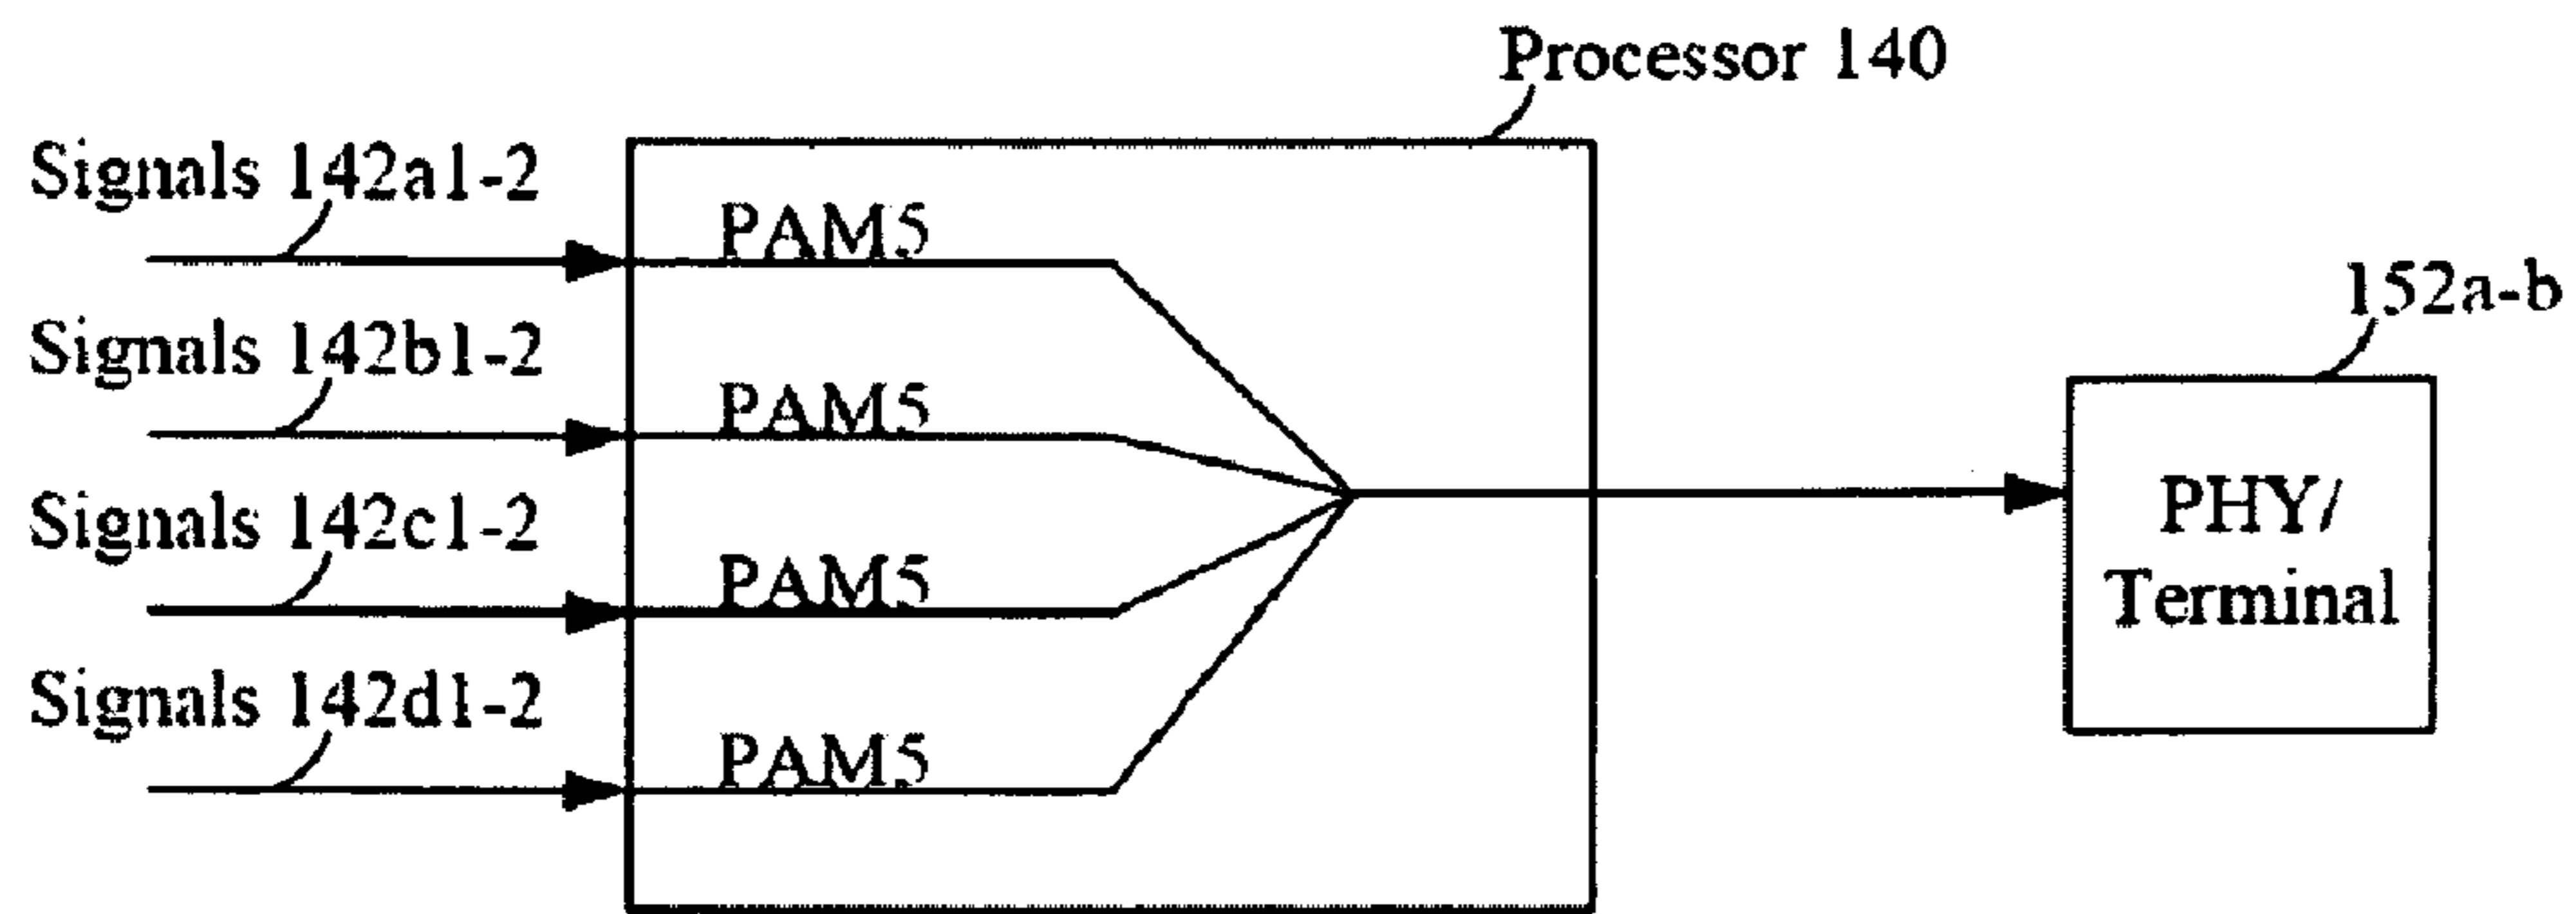 Processor 140
Signals 142a1-2
PAM5
Signals 142b1-2
PAM5
152a-b
Signals 142c1-2
PAM5
PHY/
Terminal
Signals 142d1-2
PAM5